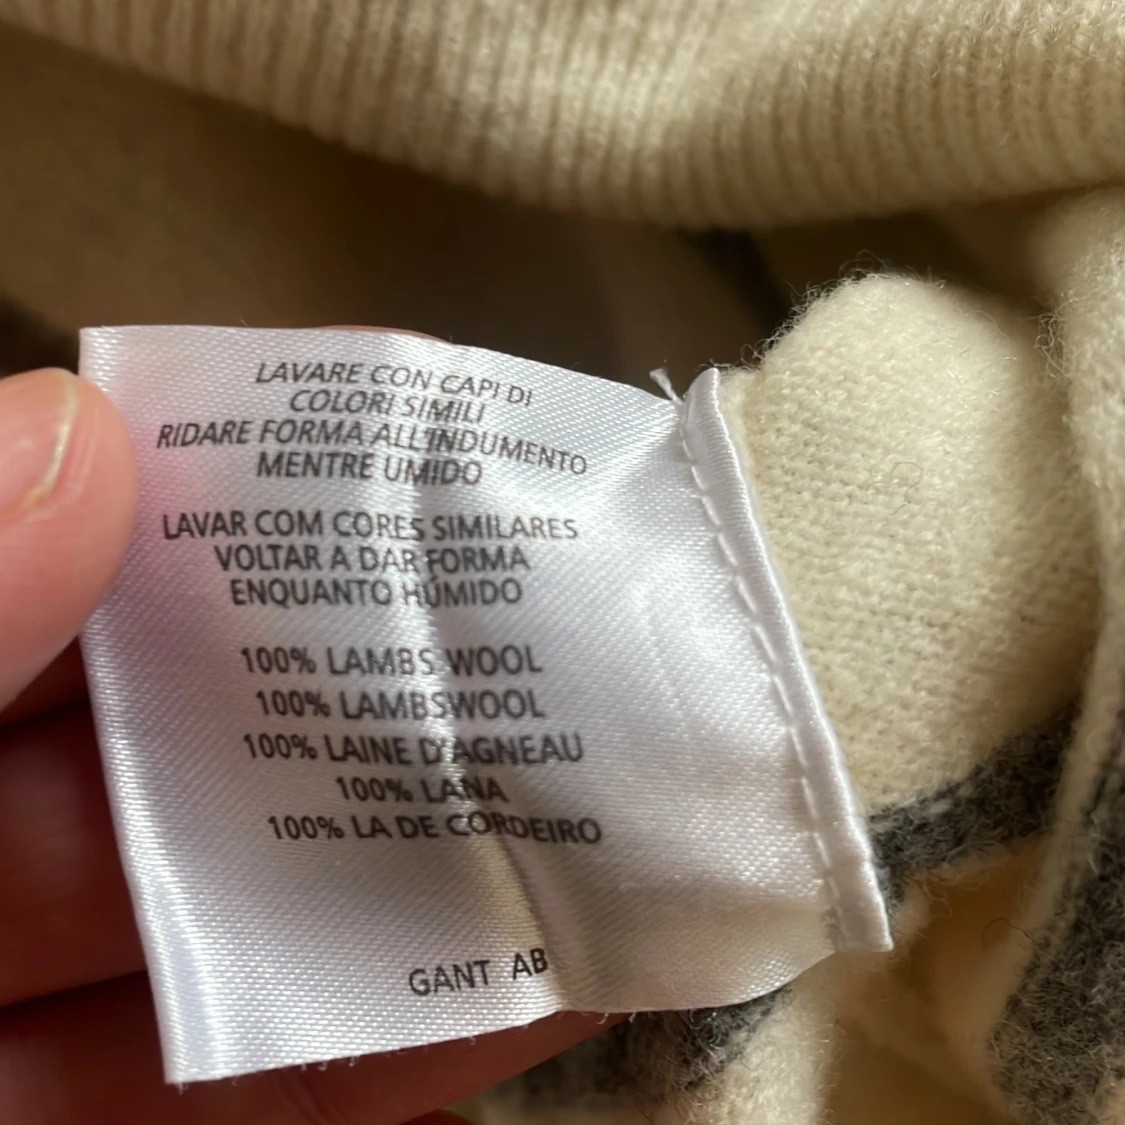 LAVARE CON CAPI DI
COLORI SIMILI
RIDARE FORMA ALL'INDUMENTO
MENTRE UMIDO
LAVAR COM CORES SIMILARES
VOLTAR A DAR FORMA
ENQUANTO HÚMIDO
100% LAMBS WOOL
100% LAMBSWOOL
100% LAINE D'AGNEAU
100% LANA
100% LA DE CORDEIRO
GANT AB